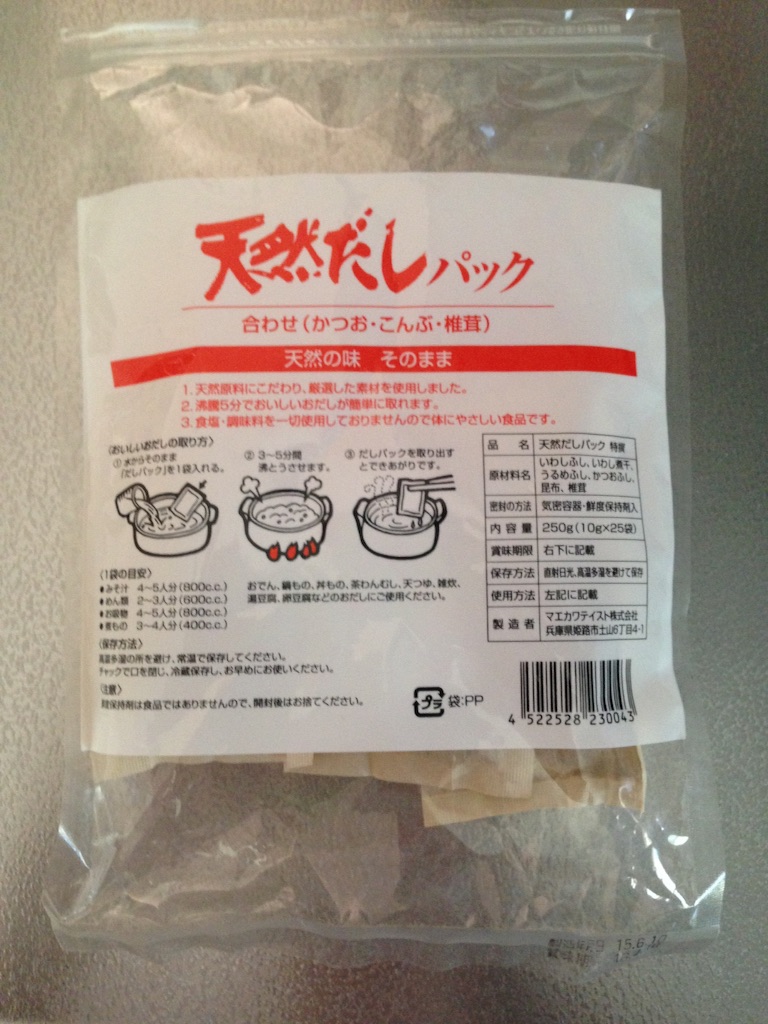 天然だしパック
合わせ(かつお・こんぶ・椎茸)
天然の味 そのまま
1. 天然原料にこだわり、厳選した素材を使用しました。
2. 沸騰5分でおいしいおだしが簡単に取れます。
3. 食塩・調味料を一切使用しておりませんので体にやさしい食品です。
〈おいしいおだしの取り方〉
① 水からそのまま
「だしパック」を1袋入れる。
② 3〜5分間
沸とうさせます。
③ だしパックを取り出す
とできあがりです。
〈1袋の目安〉
♦みそ汁 4〜5人分(800c.c.)
♦めん類 2〜3人分(600c.c.)
♦お吸物 4〜5人分(800c.c.)
♦煮もの 3〜4人分(400c.c.)
おでん、鍋もの、丼もの、茶わんむし、天つゆ、雑炊、
湯豆腐、卵豆腐などのおだしにご使用ください。
〈保存方法〉
高温多湿の所を避け、常温で保存してください。
チャックで口を閉じ、冷蔵保存し、お早めにお使いください。
〈注意〉
保持剤は食品ではありませんので、開封後はお捨てください。
品名 天然だしパック 特度
原材料名 いわしふし、いわし煮干、
うるめふし、かつおふし、
昆布、椎茸
密封の方法 気密容器・鮮度保持剤入
内容量 250g(10g×25袋)
賞味期限 右下に記載
保存方法 直射日光、高温多湿を避けて保存
使用方法 左記に記載
製造者 マエカワテイスト株式会社
兵庫県姫路市土山6丁目4-1
プラ 袋:PP
4 522528 230043
15.6.